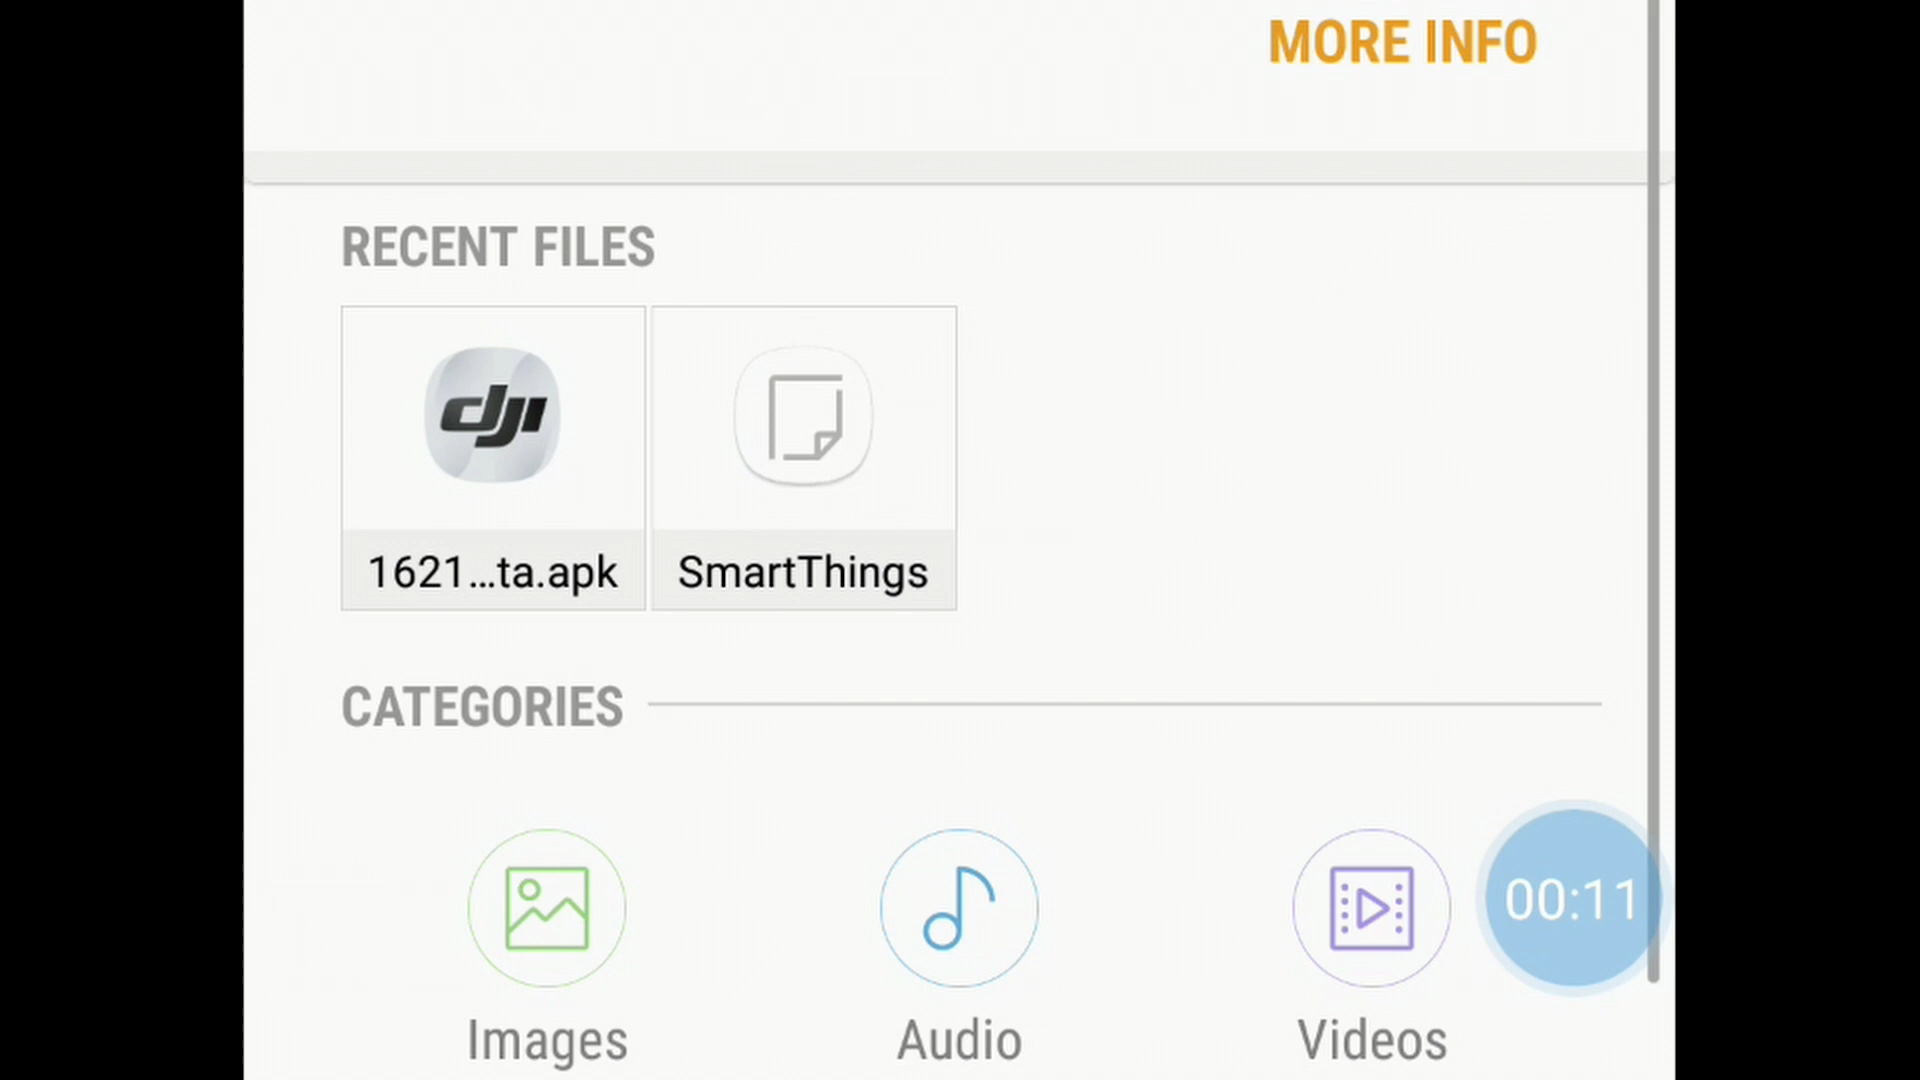 MORE INFO
RECENT FILES
dji
1621...ta.apk
SmartThings
CATEGORIES
00:11
Images
Audio
Videos